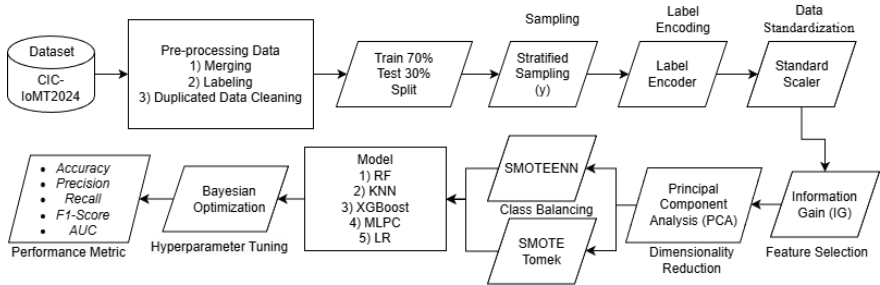 Dataset
CIC-
IoMT2024
Pre-processing Data
1) Merging
2) Labeling
3) Duplicated Data Cleaning
Train 70%
Test 30%
Split
Sampling
Stratified
Sampling
(y)
Label
Encoding
Label
Encoder
Data
Standardization
Standard
Scaler
Information
Gain (IG)
Feature Selection
Principal
Component
Analysis (PCA)
Dimensionality
Reduction
SMOTEENN
Class Balancing
SMOTE
Tomek
Model
1) RF
2) KNN
3) XGBoost
4) MLPC
5) LR
Bayesian
Optimization
Hyperparameter Tuning
• Accuracy
• Precision
• Recall
• F1-Score
• AUC
Performance Metric